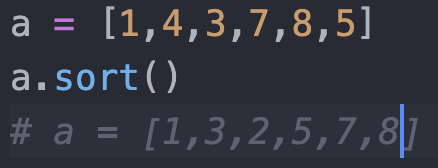 a = [1,4,3,7,8,5]
a.sort()
# a = [1,3,2,5,7,8]